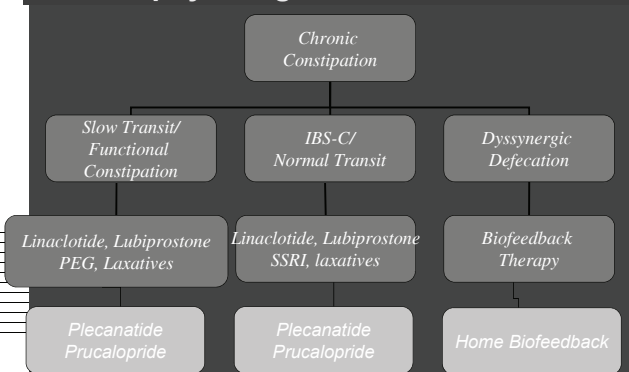 Chronic
Constipation
Slow Transit/
Functional
Constipation
IBS-C/
Normal Transit
Dyssynergic
Defecation
Linaclotide, Lubiprostone
PEG, Laxatives
Linaclotide, Lubiprostone
SSRI, laxatives
Biofeedback
Therapy
Plecanatide
Prucalopride
Plecanatide
Prucalopride
Home Biofeedback